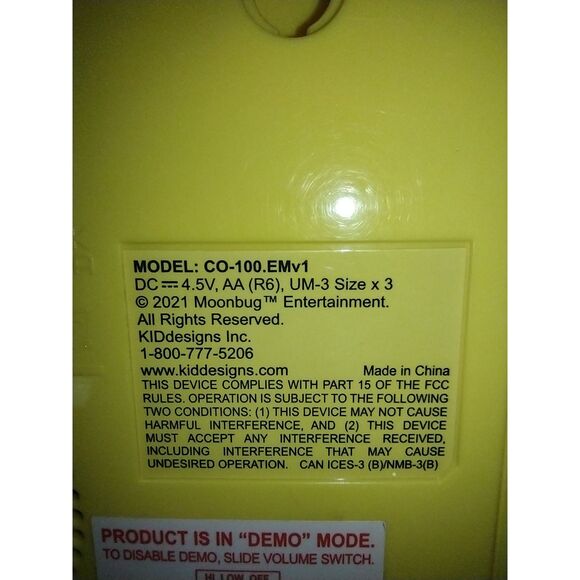 MODEL: CO-100.EMv1
DC⎓4.5V, AA (R6), UM-3 Size x 3
© 2021 Moonbug™ Entertainment.
All Rights Reserved.
KIDdesigns Inc.
1-800-777-5206
www.kiddesigns.com Made in China
THIS DEVICE COMPLIES WITH PART 15 OF THE FCC
RULES. OPERATION IS SUBJECT TO THE FOLLOWING
TWO CONDITIONS: (1) THIS DEVICE MAY NOT CAUSE
HARMFUL INTERFERENCE, AND (2) THIS DEVICE
MUST ACCEPT ANY INTERFERENCE RECEIVED,
INCLUDING INTERFERENCE THAT MAY CAUSE
UNDESIRED OPERATION. CAN ICES-3 (B)/NMB-3(B)
PRODUCT IS IN "DEMO" MODE.
TO DISABLE DEMO, SLIDE VOLUME SWITCH.
HI LOW OFF